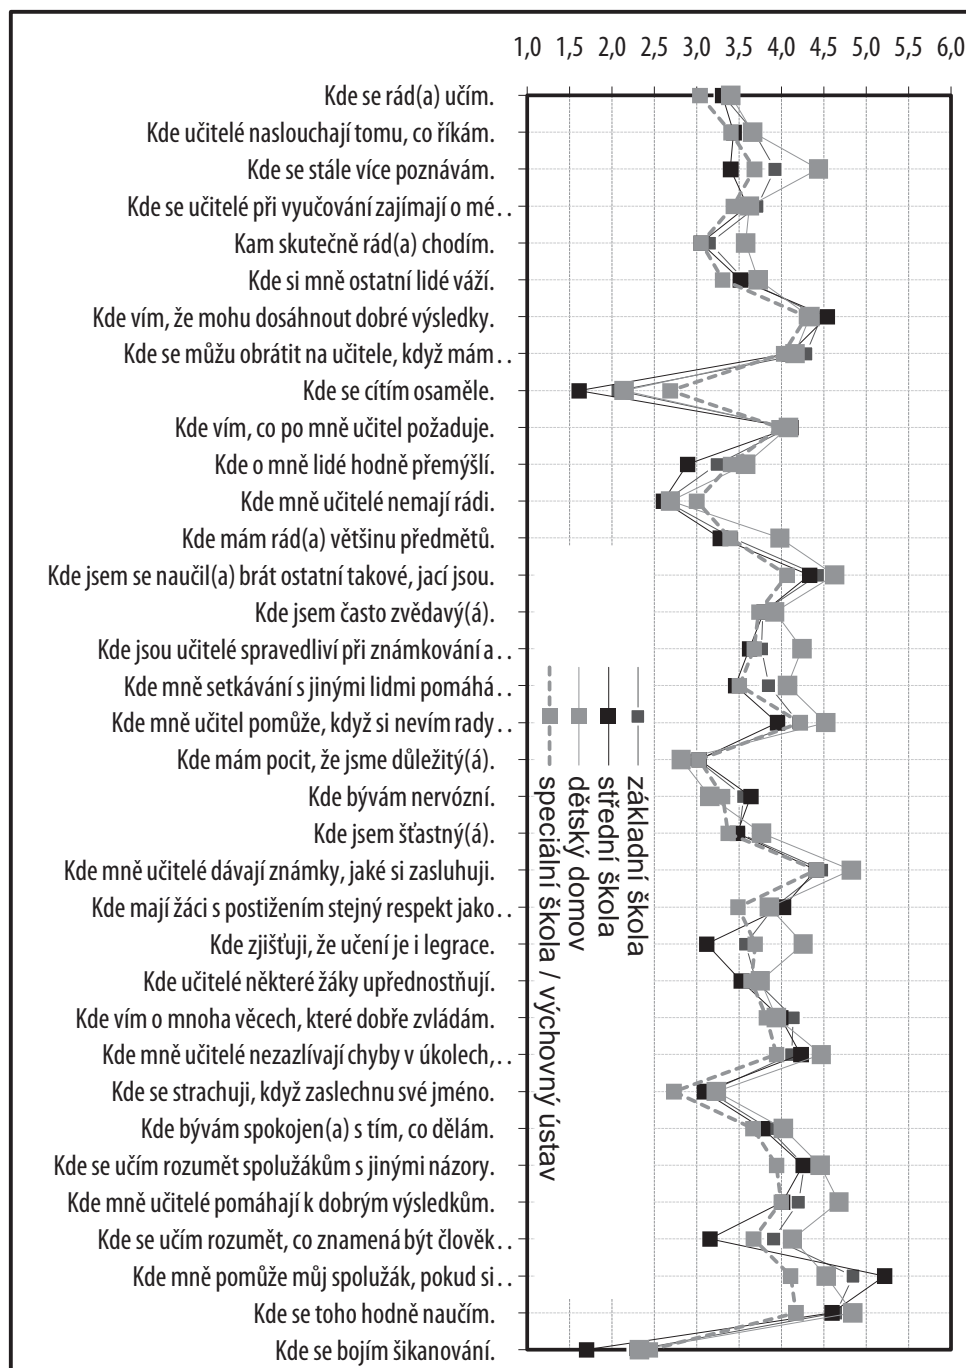 1,0 1,5 2,0 2,5 3,0 3,5 4,0 4,5 5,0 5,5 6,0
Kde se rád(a) učím.
Kde učitelé naslouchají tomu, co říkám.
Kde se stále více poznávám.
Kde se učitelé při vyučování zajímají o mé . .
Kam skutečně rád(a) chodím.
Kde si mně ostatní lidé váží.
Kde vím, že mohu dosáhnout dobré výsledky.
Kde se můžu obrátit na učitele, když mám . .
Kde se cítím osaměle.
Kde vím, co po mně učitel požaduje.
Kde o mně lidé hodně přemýšlí.
Kde mně učitelé nemají rádi.
Kde mám rád(a) většinu předmětů.
Kde jsem se naučil(a) brát ostatní takové, jací jsou.
Kde jsem často zvědavý(á).
Kde jsou učitelé spravedliví při známkování a . .
Kde mně setkávání s jinými lidmi pomáhá . .
Kde mně učitel pomůže, když si nevím rady
Kde mám pocit, že jsme důležitý(á).
Kde bývám nervózní.
Kde jsem šťastný(á).
Kde mně učitelé dávají známky, jaké si zasluhuji.
Kde mají žáci s postižením stejný respekt jako . .
Kde zjišťuji, že učení je i legrace.
Kde učitelé některé žáky upřednostňují.
Kde vím o mnoha věcech, které dobře zvládám.
Kde mně učitelé nezazlívají chyby v úkolech, . .
Kde se strachuji, když zaslechnu své jméno.
Kde bývám spokojen(a) s tím, co dělám.
Kde se učím rozumět spolužákům s jinými názory.
Kde mně učitelé pomáhají k dobrým výsledkům.
Kde se učím rozumět, co znamená být člověk . .
Kde mně pomůže můj spolužák, pokud si . .
Kde se toho hodně naučím.
Kde se bojím šikanování.
základní škola
střední škola
dětský domov
speciální škola / výchovný ústav